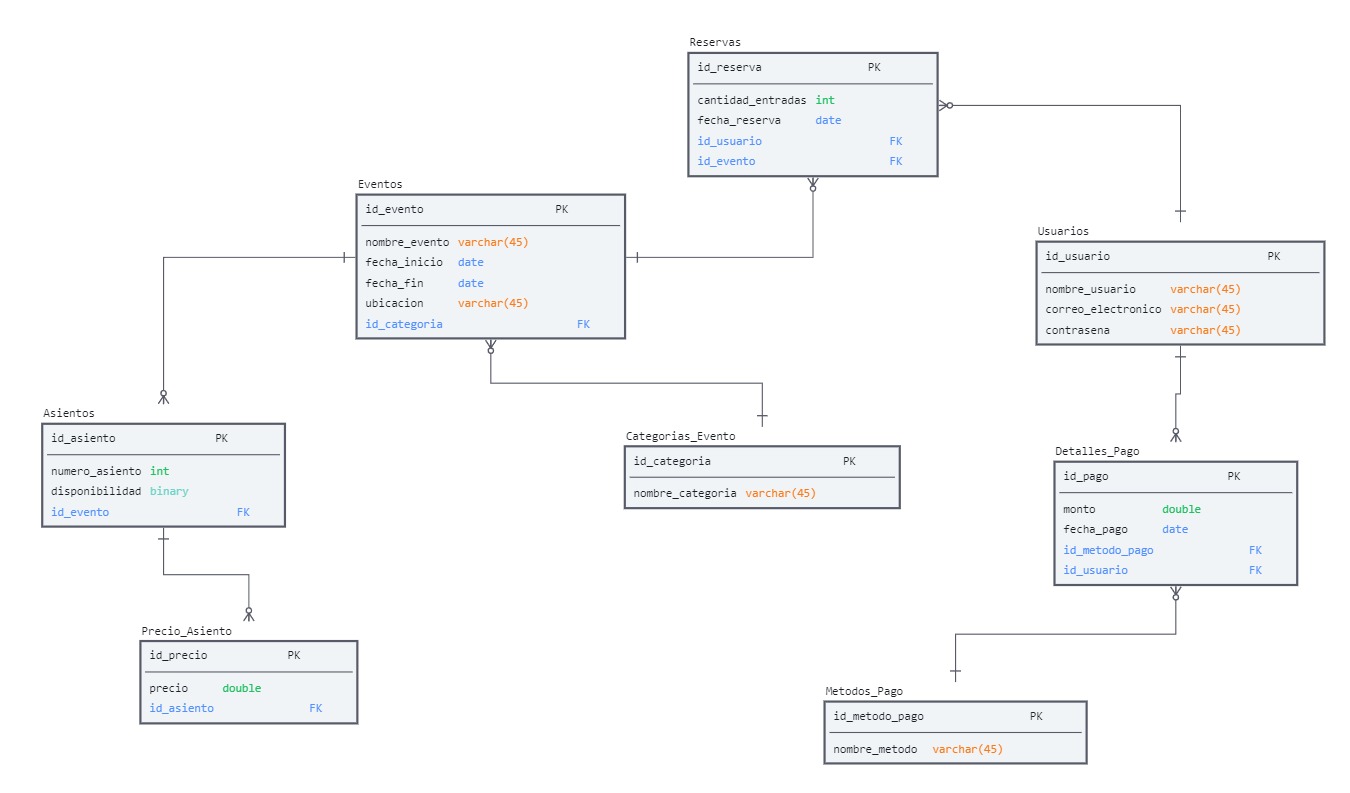 Reservas
id_reserva PK
cantidad_entradas int
fecha_reserva date
id_usuario FK
id_evento FK
Eventos
id_evento PK
nombre_evento varchar(45)
fecha_inicio date
fecha_fin date
ubicacion varchar(45)
id_categoria FK
Usuarios
id_usuario PK
nombre_usuario varchar(45)
correo_electronico varchar(45)
contrasena varchar(45)
Asientos
id_asiento PK
numero_asiento int
disponibilidad binary
id_evento FK
Categorias_Evento
id_categoria PK
nombre_categoria varchar(45)
Detalles_Pago
id_pago PK
monto double
fecha_pago date
id_metodo_pago FK
id_usuario FK
Precio_Asiento
id_precio PK
precio double
id_asiento FK
Metodos_Pago
id_metodo_pago PK
nombre_metodo varchar(45)